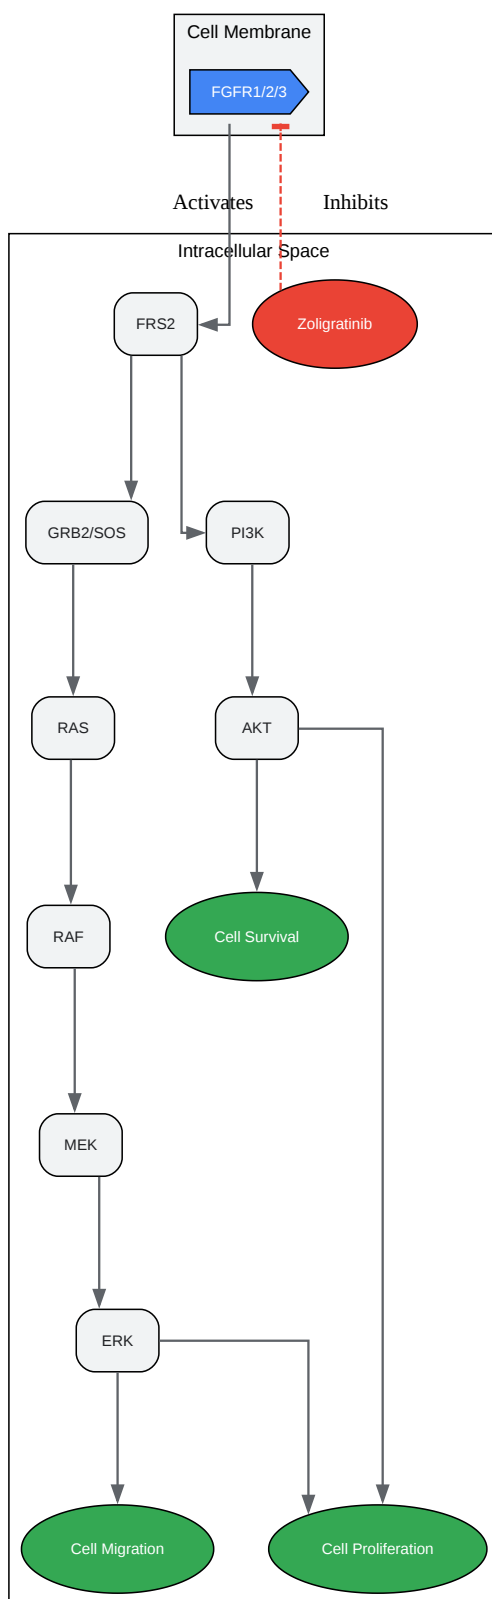 Cell Membrane
FGFR1/2/3
Activates
Inhibits
Intracellular Space
FRS2
Zoligratinib
GRB2/SOS
PI3K
RAS
AKT
RAF
Cell Survival
MEK
ERK
Cell Migration
Cell Proliferation